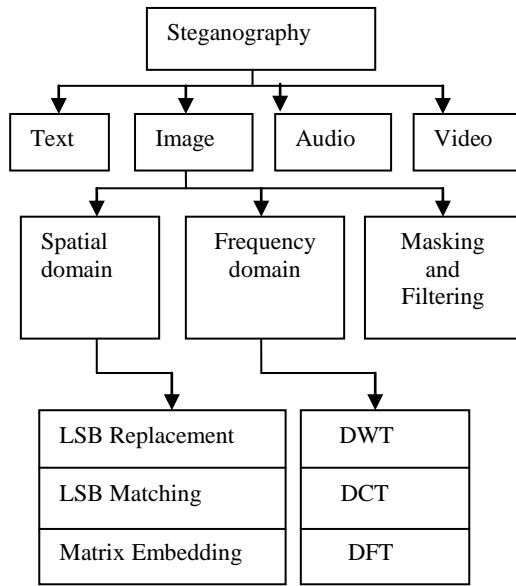 Steganography
Text
Image
Audio
Video
Spatial
domain
Frequency
domain
Masking
and
Filtering
LSB Replacement
LSB Matching
Matrix Embedding
DWT
DCT
DFT